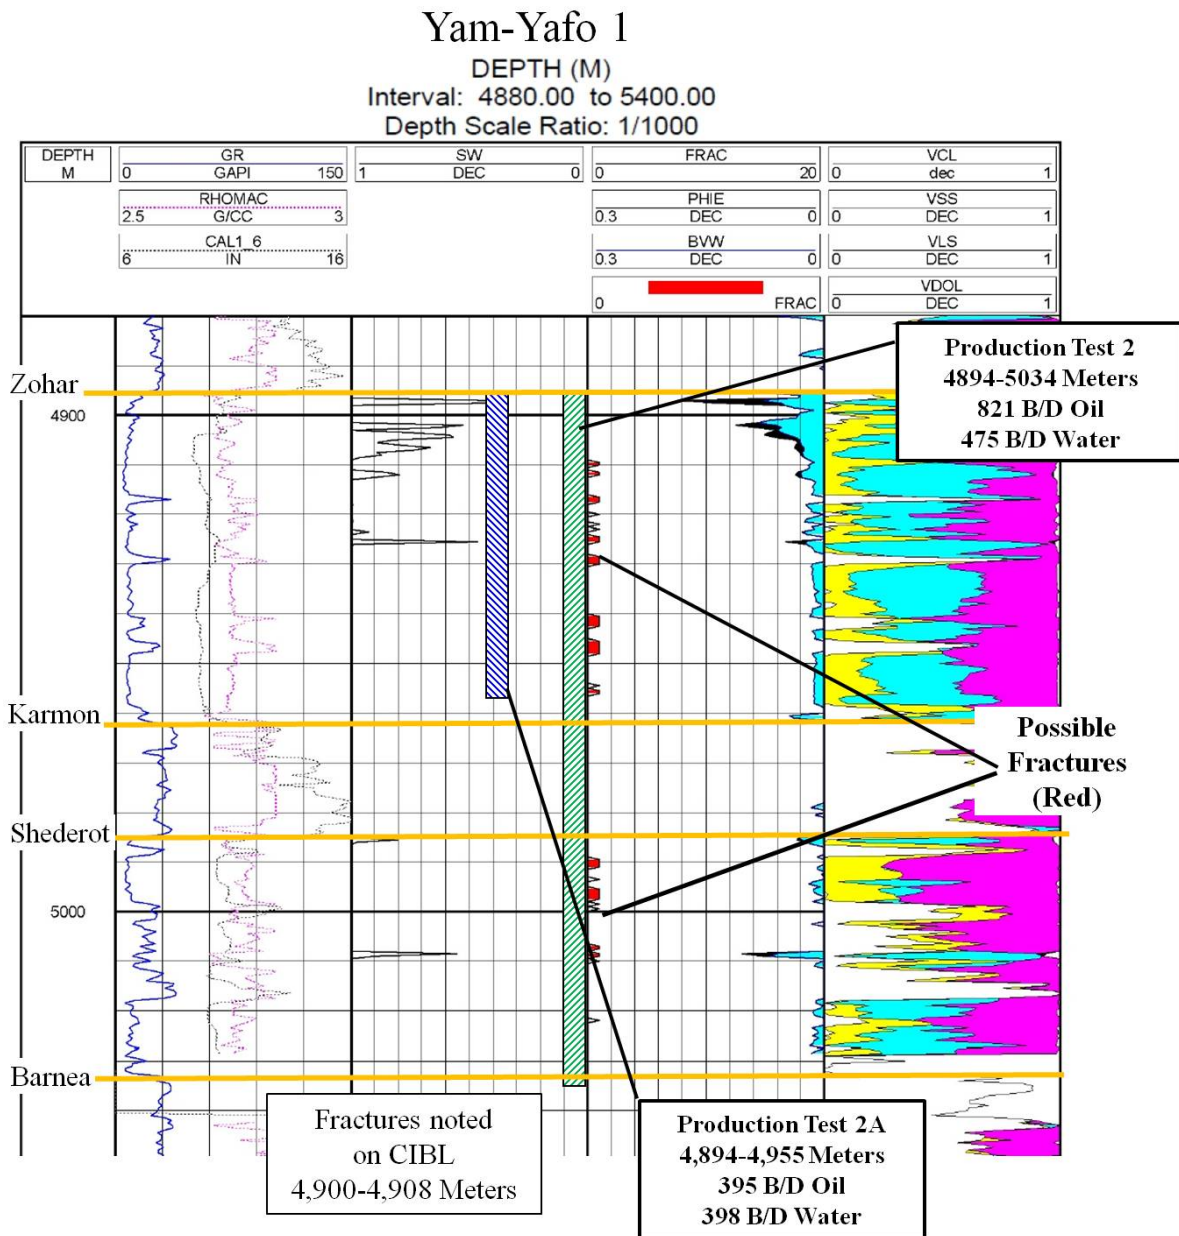 Yam-Yafo 1
DEPTH (M)
Interval: 4880.00 to 5400.00
Depth Scale Ratio: 1/1000
DEPTH
M
GR
0 GAPI 150
RHOMAC
2.5 G/CC 3
CAL1_6
6 IN 16
SW
1 DEC 0
FRAC
0 20
PHIE
0.3 DEC 0
BVW
0.3 DEC 0
0 FRAC
VCL
0 dec 1
VSS
0 DEC 1
VLS
0 DEC 1
VDOL
0 DEC 1
Zohar
4900
Karmon
Shederot
5000
Barnea
Production Test 2
4894-5034 Meters
821 B/D Oil
475 B/D Water
Possible
Fractures
(Red)
Fractures noted
on CIBL
4,900-4,908 Meters
Production Test 2A
4,894-4,955 Meters
395 B/D Oil
398 B/D Water